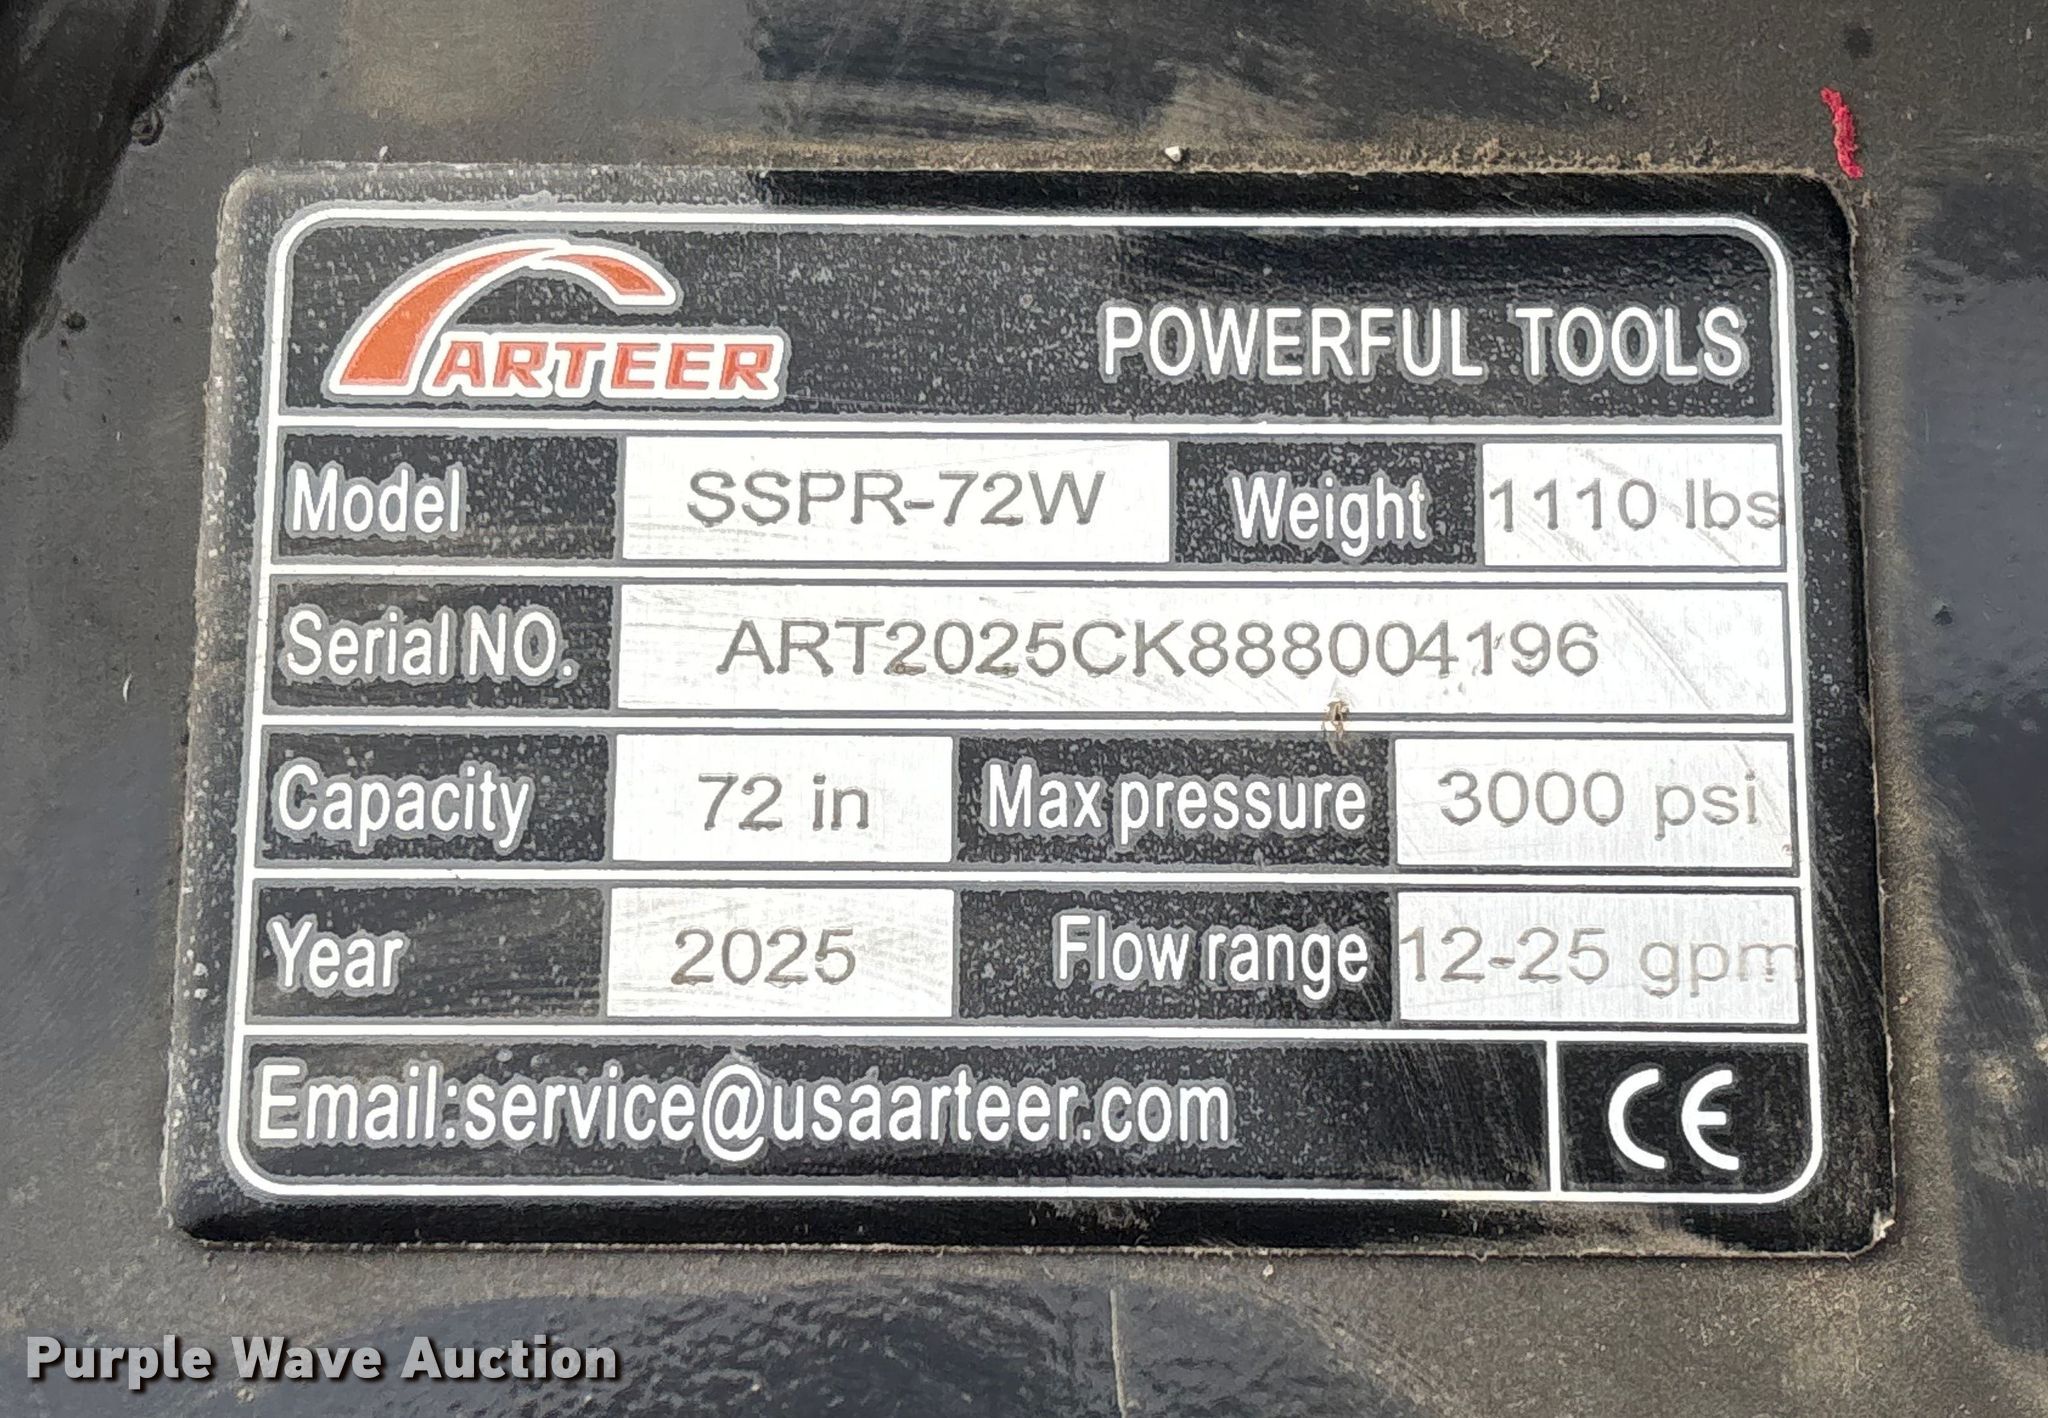 ARTEER POWERFUL TOOLS
Model SSPR-72W Weight 1110 lbs
Serial NO. ART2025CK888004196
Capacity 72 in Max pressure 3000 psi
Year 2025 Flow range 12-25 gpm
Email:service@usaarteer.com CE
Purple Wave Auction